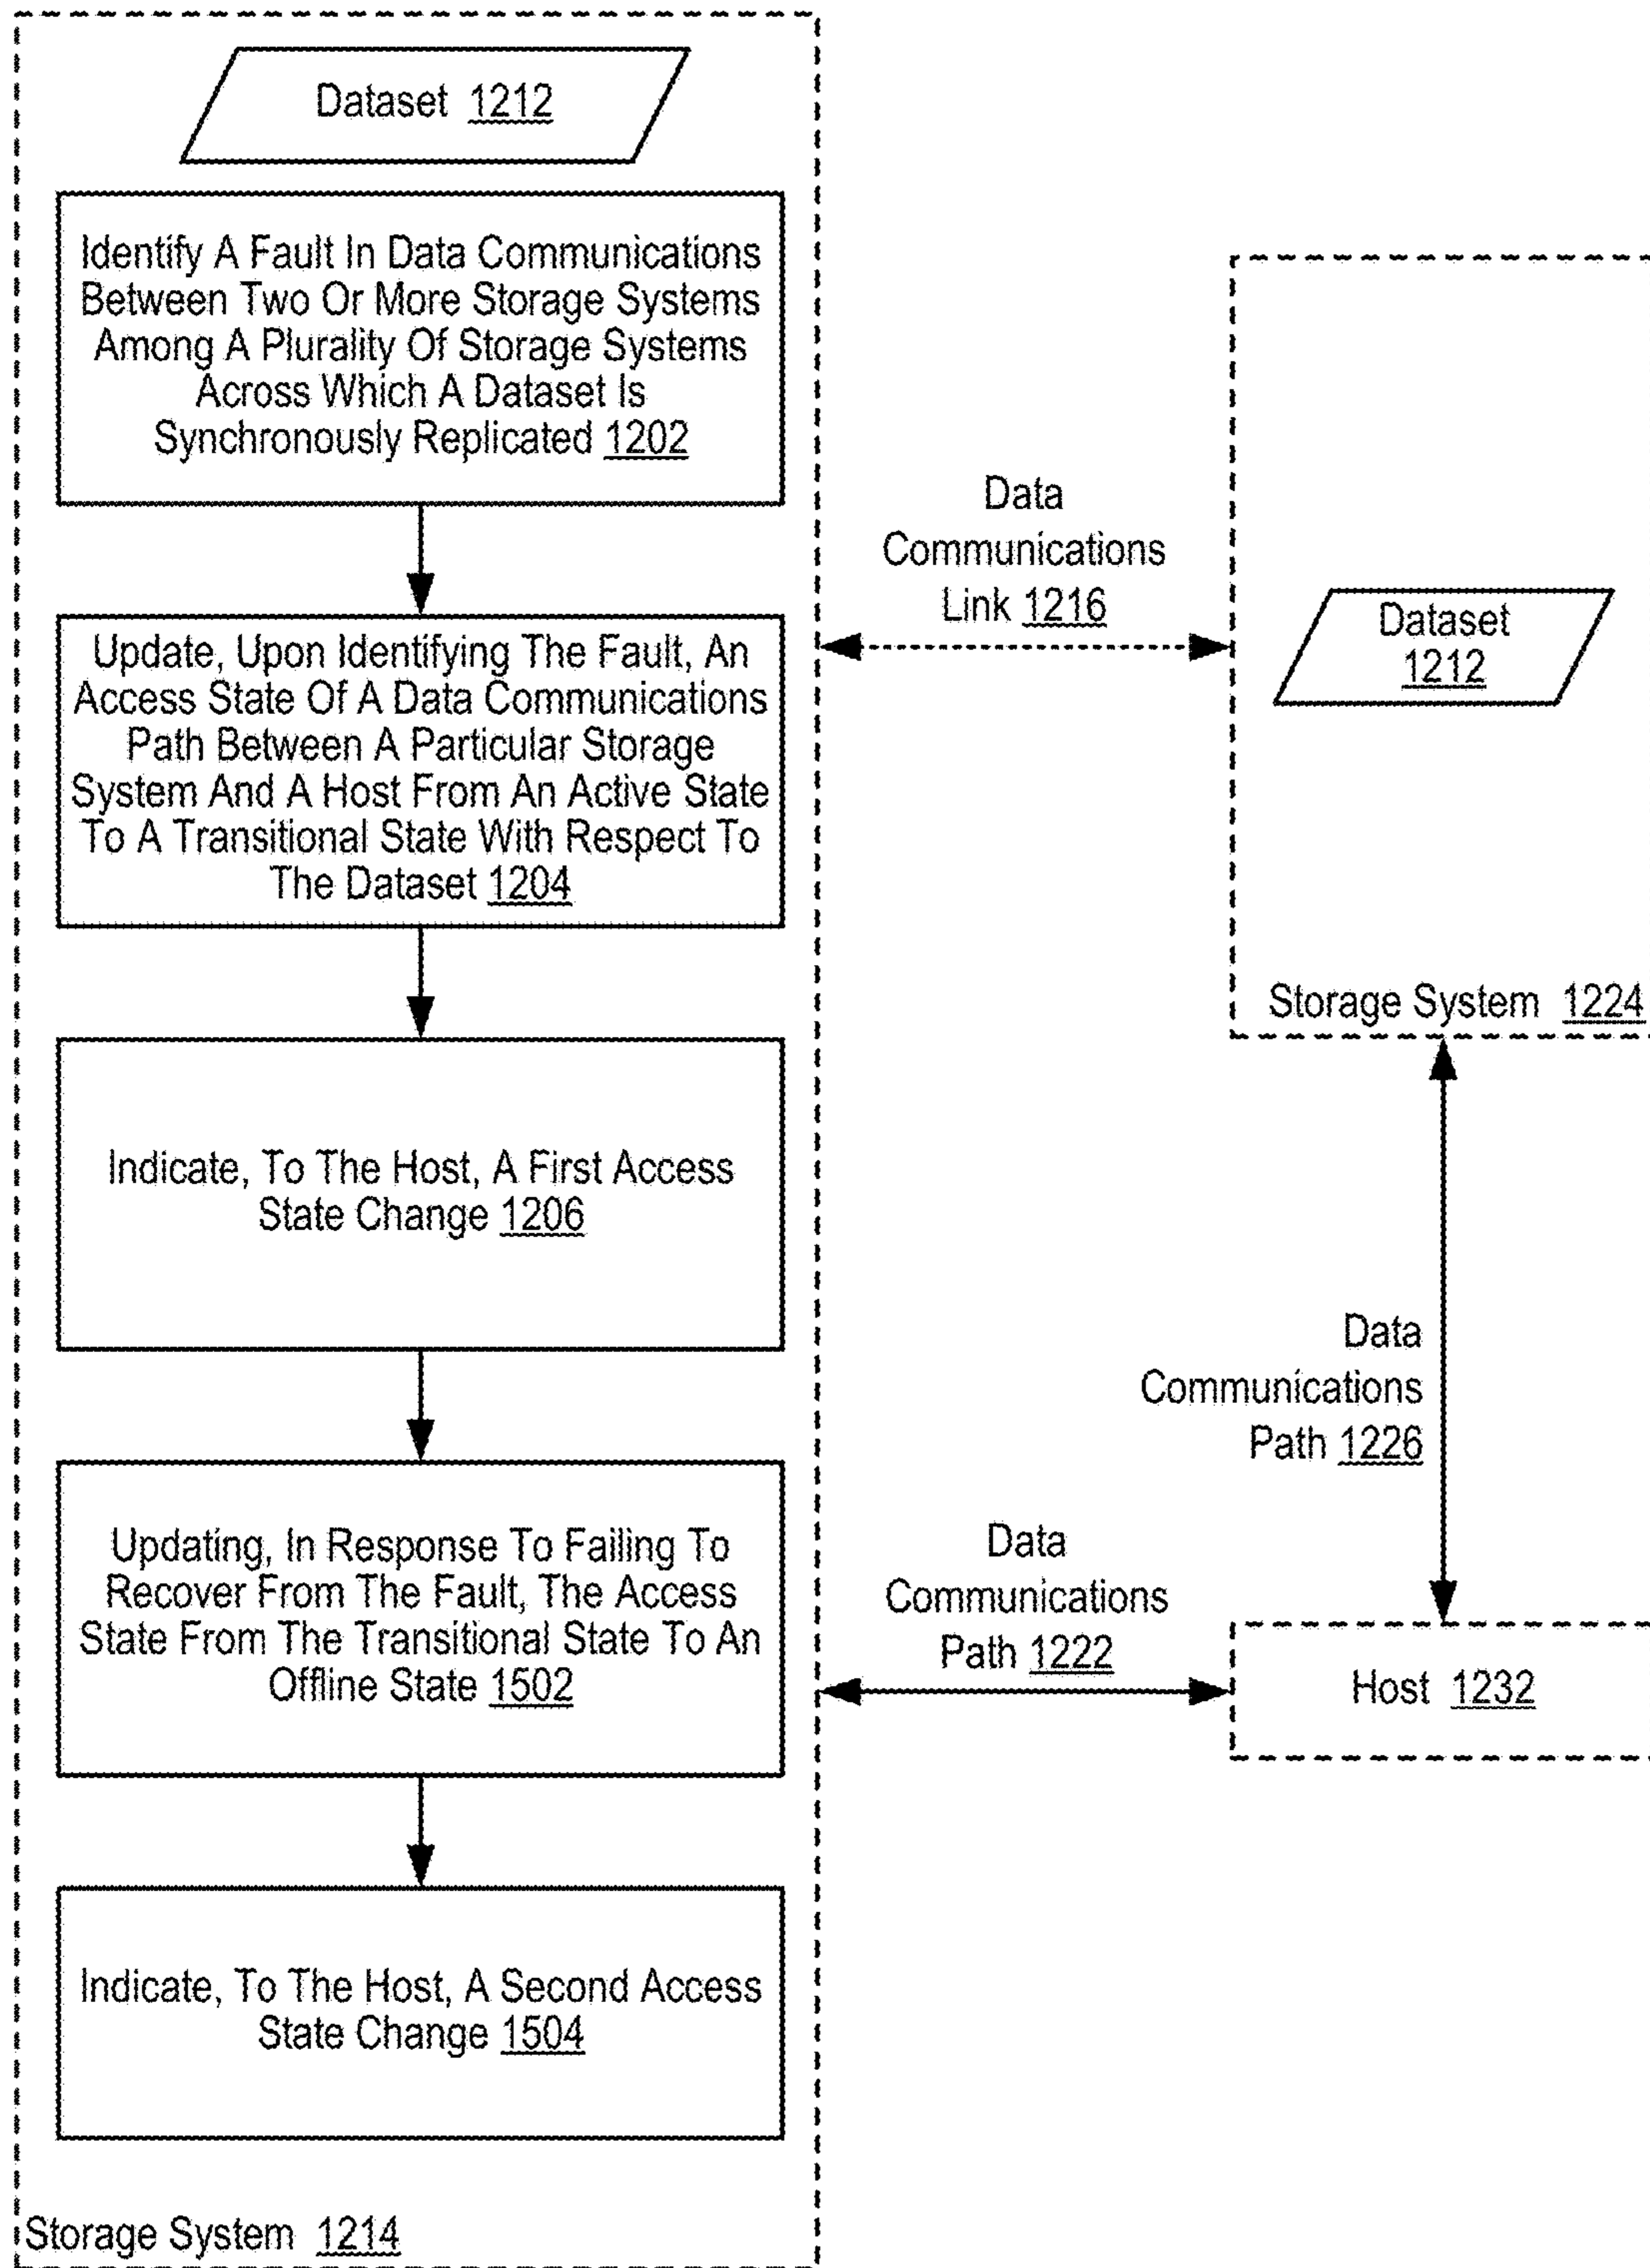 Dataset 1212
Identify A Fault In Data Communications
Between Two Or More Storage Systems
Among A Plurality Of Storage Systems
Across Which A Dataset Is
Synchronously Replicated 1202
Update, Upon Identifying The Fault, An
Access State Of A Data Communications
Path Between A Particular Storage
System And A Host From An Active State
To A Transitional State With Respect To
The Dataset 1204
Indicate, To The Host, A First Access
State Change 1206
Updating, In Response To Failing To
Recover From The Fault, The Access
State From The Transitional State To An
Offline State 1502
Indicate, To The Host, A Second Access
State Change 1504
Storage System 1214
Data
Communications
Link 1216
Dataset
1212
Storage System 1224
Data
Communications
Path 1226
Data
Communications
Path 1222
Host 1232